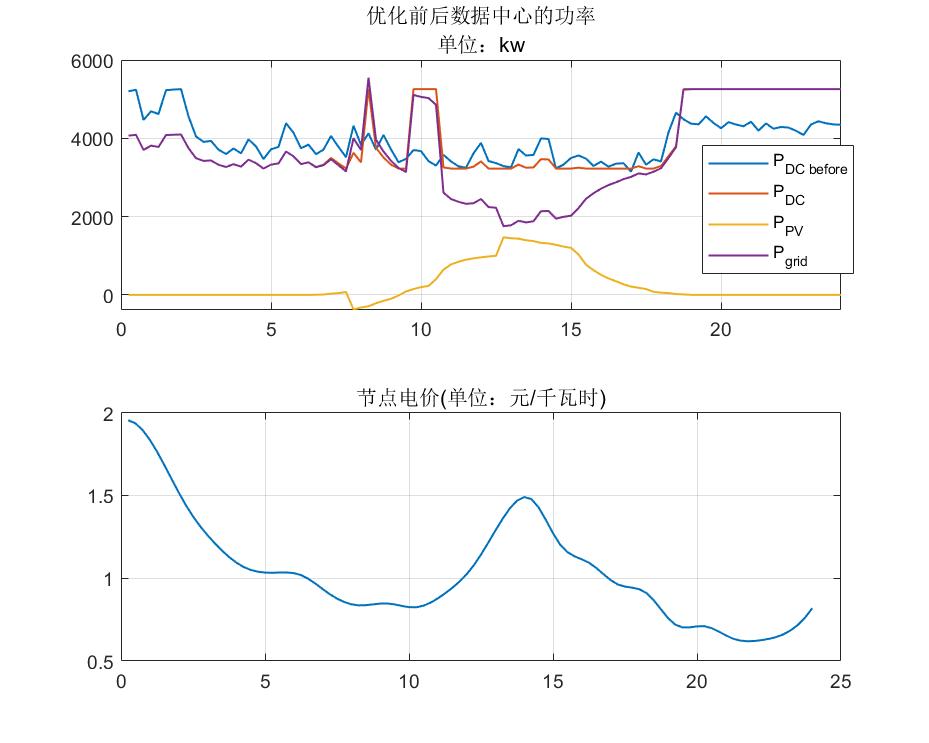 优化前后数据中心的功率
单位：kw
6000
4000
2000
0
0 5 10 15 20
P_DC before
P_DC
P_PV
P_grid
节点电价(单位：元/千瓦时)
2
1.5
1
0.5
0 5 10 15 20 25